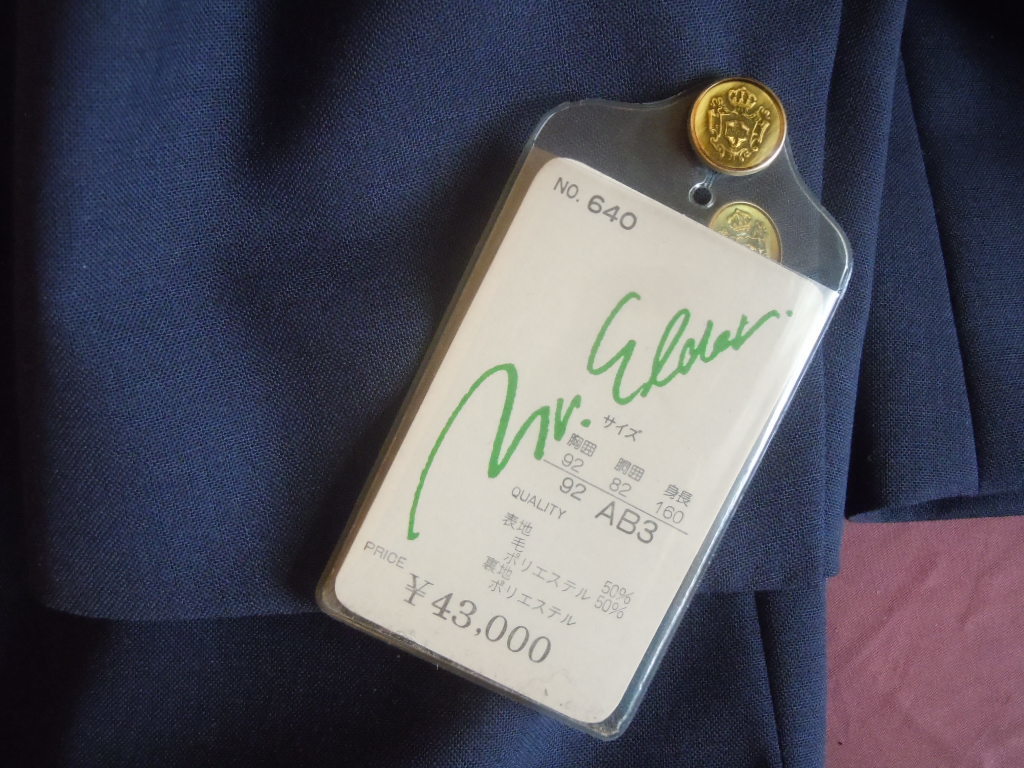 NO. 640
Mr. Elder.
サイズ
胸囲 胴囲 身長
92 82 160
92 AB3
QUALITY
表地
毛 50%
ポリエステル 50%
裏地
ポリエステル
PRICE
¥43,000